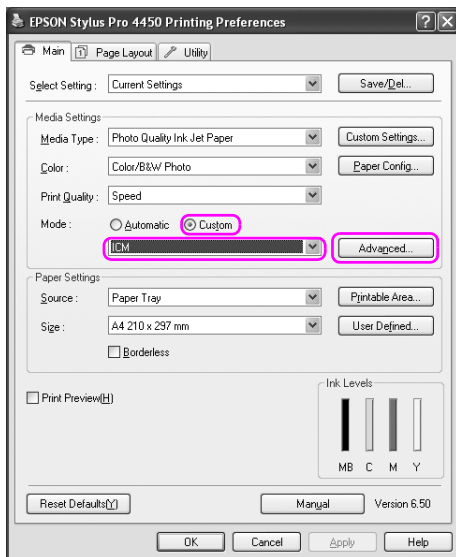 EPSON Stylus Pro 4450 Printing Preferences
Main Page Layout Utility
Select Setting : Current Settings Save/Del...
Media Settings
Media Type : Photo Quality Ink Jet Paper Custom Settings...
Color : Color/B&W Photo Paper Config...
Print Quality : Speed
Mode : Automatic Custom
ICM Advanced...
Paper Settings
Source : Paper Tray Printable Area...
Size : A4 210 x 297 mm User Defined...
Borderless
Print Preview(H)
Ink Levels
MB C M Y
Reset Defaults(Y) Manual Version 6.50
OK Cancel Apply Help